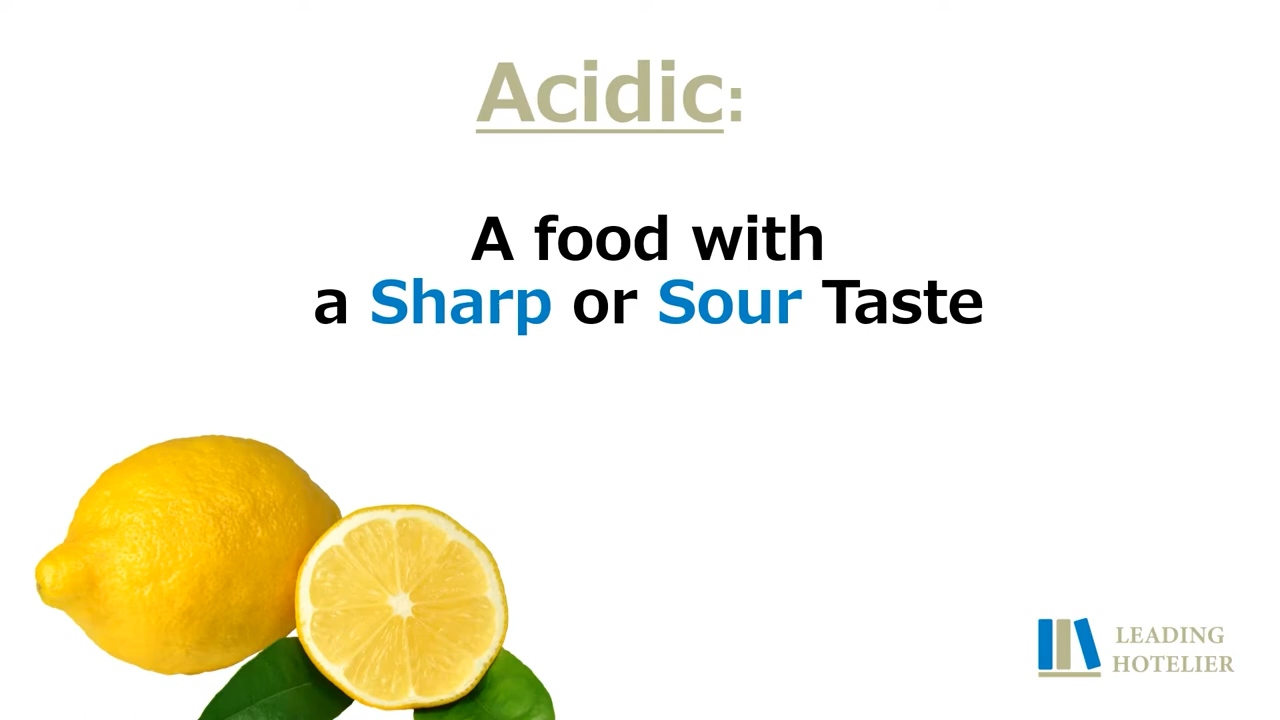 Acidic:
A food with
a Sharp or Sour Taste
LEADING
HOTELIER